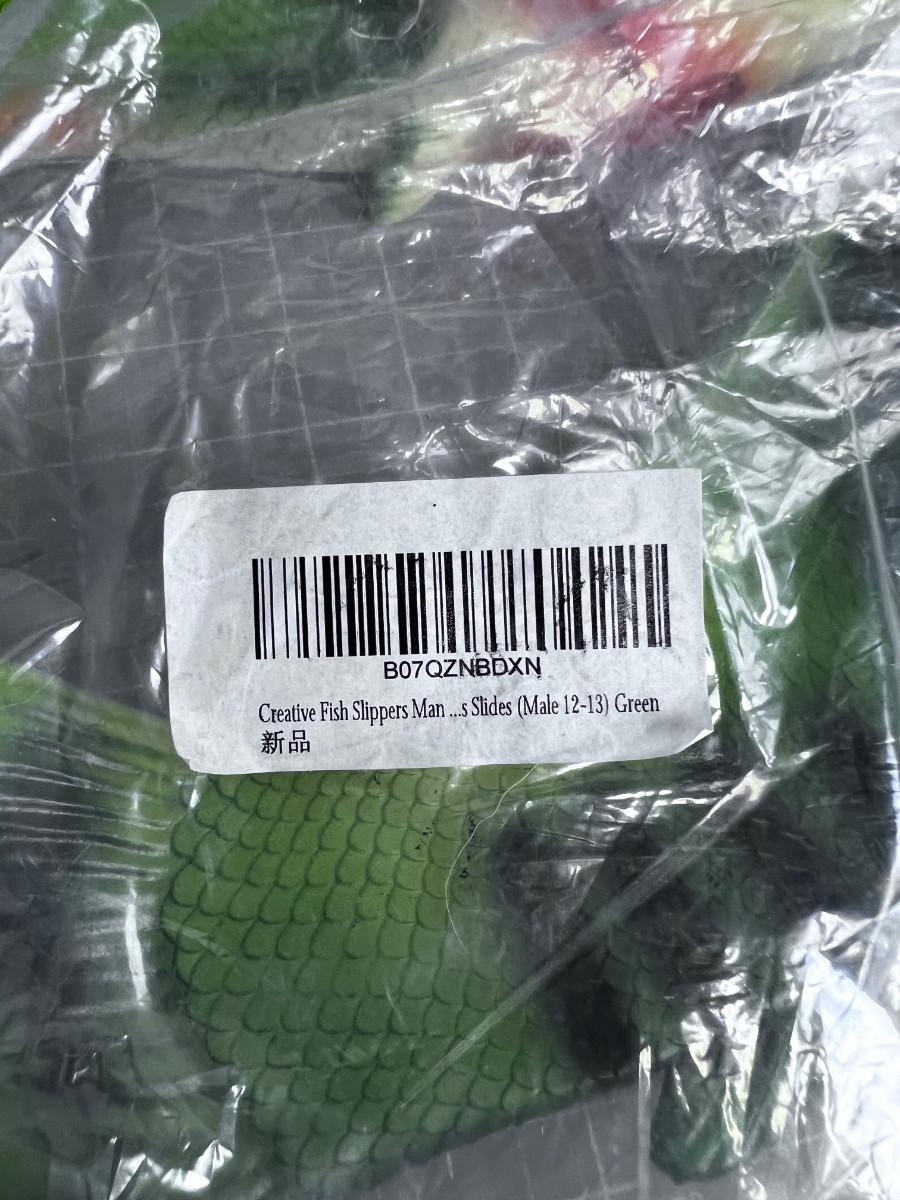 B07QZNBDXN
Creative Fish Slippers Man ...s Slides (Male 12-13) Green
新品